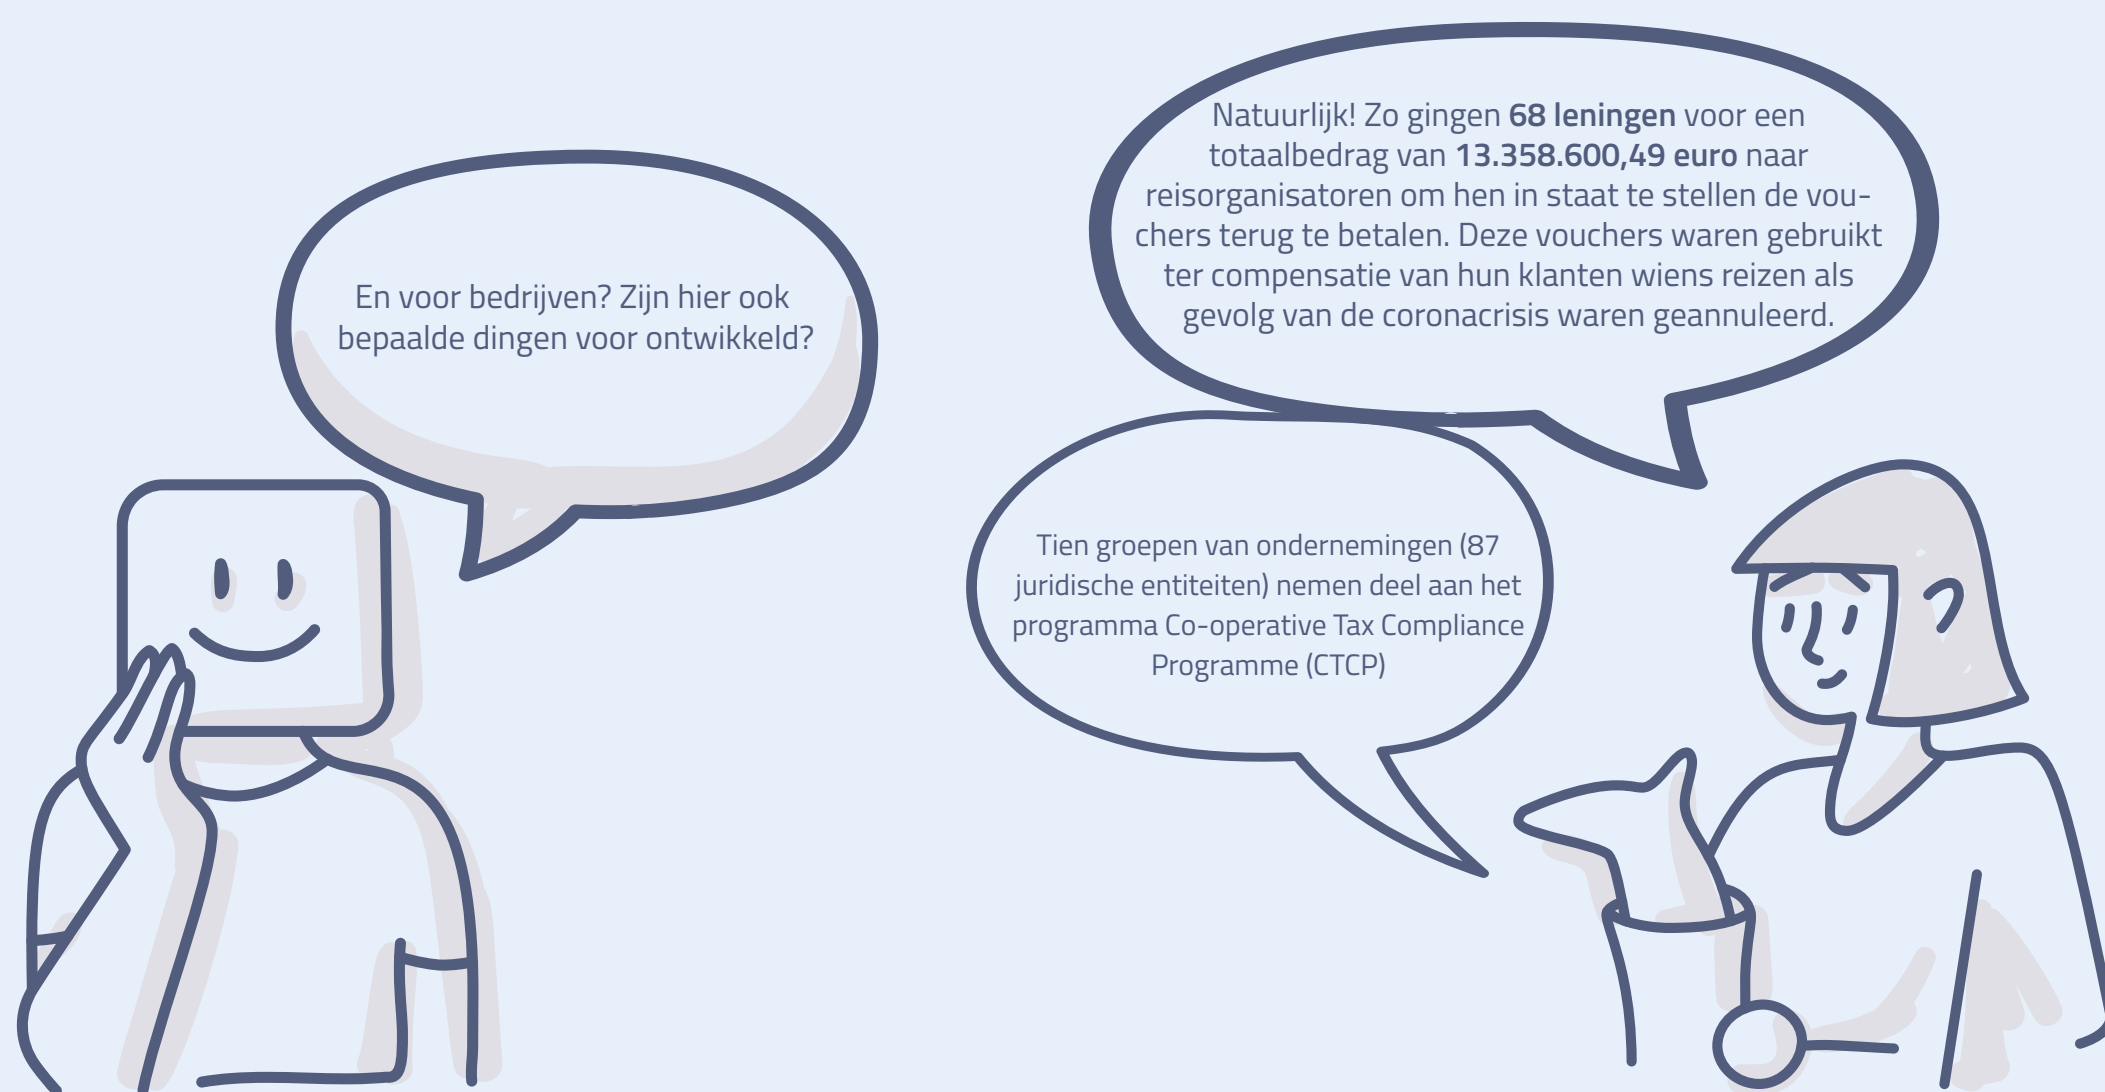 En voor bedrijven? Zijn hier ook
bepaalde dingen voor ontwikkeld?
Natuurlijk! Zo gingen 68 leningen voor een
totaalbedrag van 13.358.600,49 euro naar
reisorganisatoren om hen in staat te stellen de vou-
chers terug te betalen. Deze vouchers waren gebruikt
ter compensatie van hun klanten wiens reizen als
gevolg van de coronacrisis waren geannuleerd.
Tien groepen van ondernemingen (87
juridische entiteiten) nemen deel aan het
programma Co-operative Tax Compliance
Programme (CTCP)